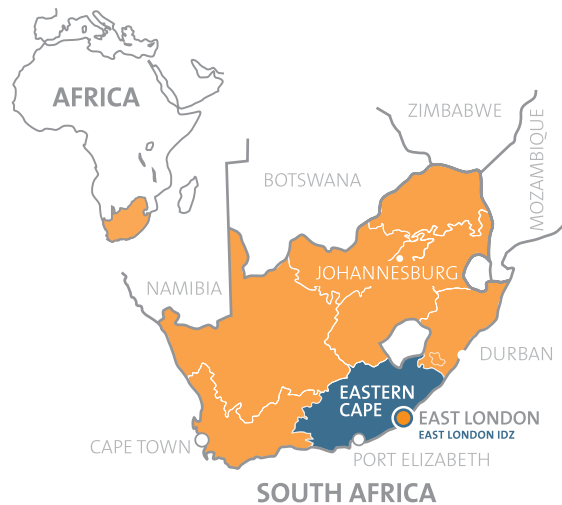 AFRICA
ZIMBABWE
MOZAMBIQUE
BOTSWANA
JOHANNESBURG
NAMIBIA
DURBAN
EASTERN
CAPE
EAST LONDON
EAST LONDON IDZ
CAPE TOWN
PORT ELIZABETH
SOUTH AFRICA